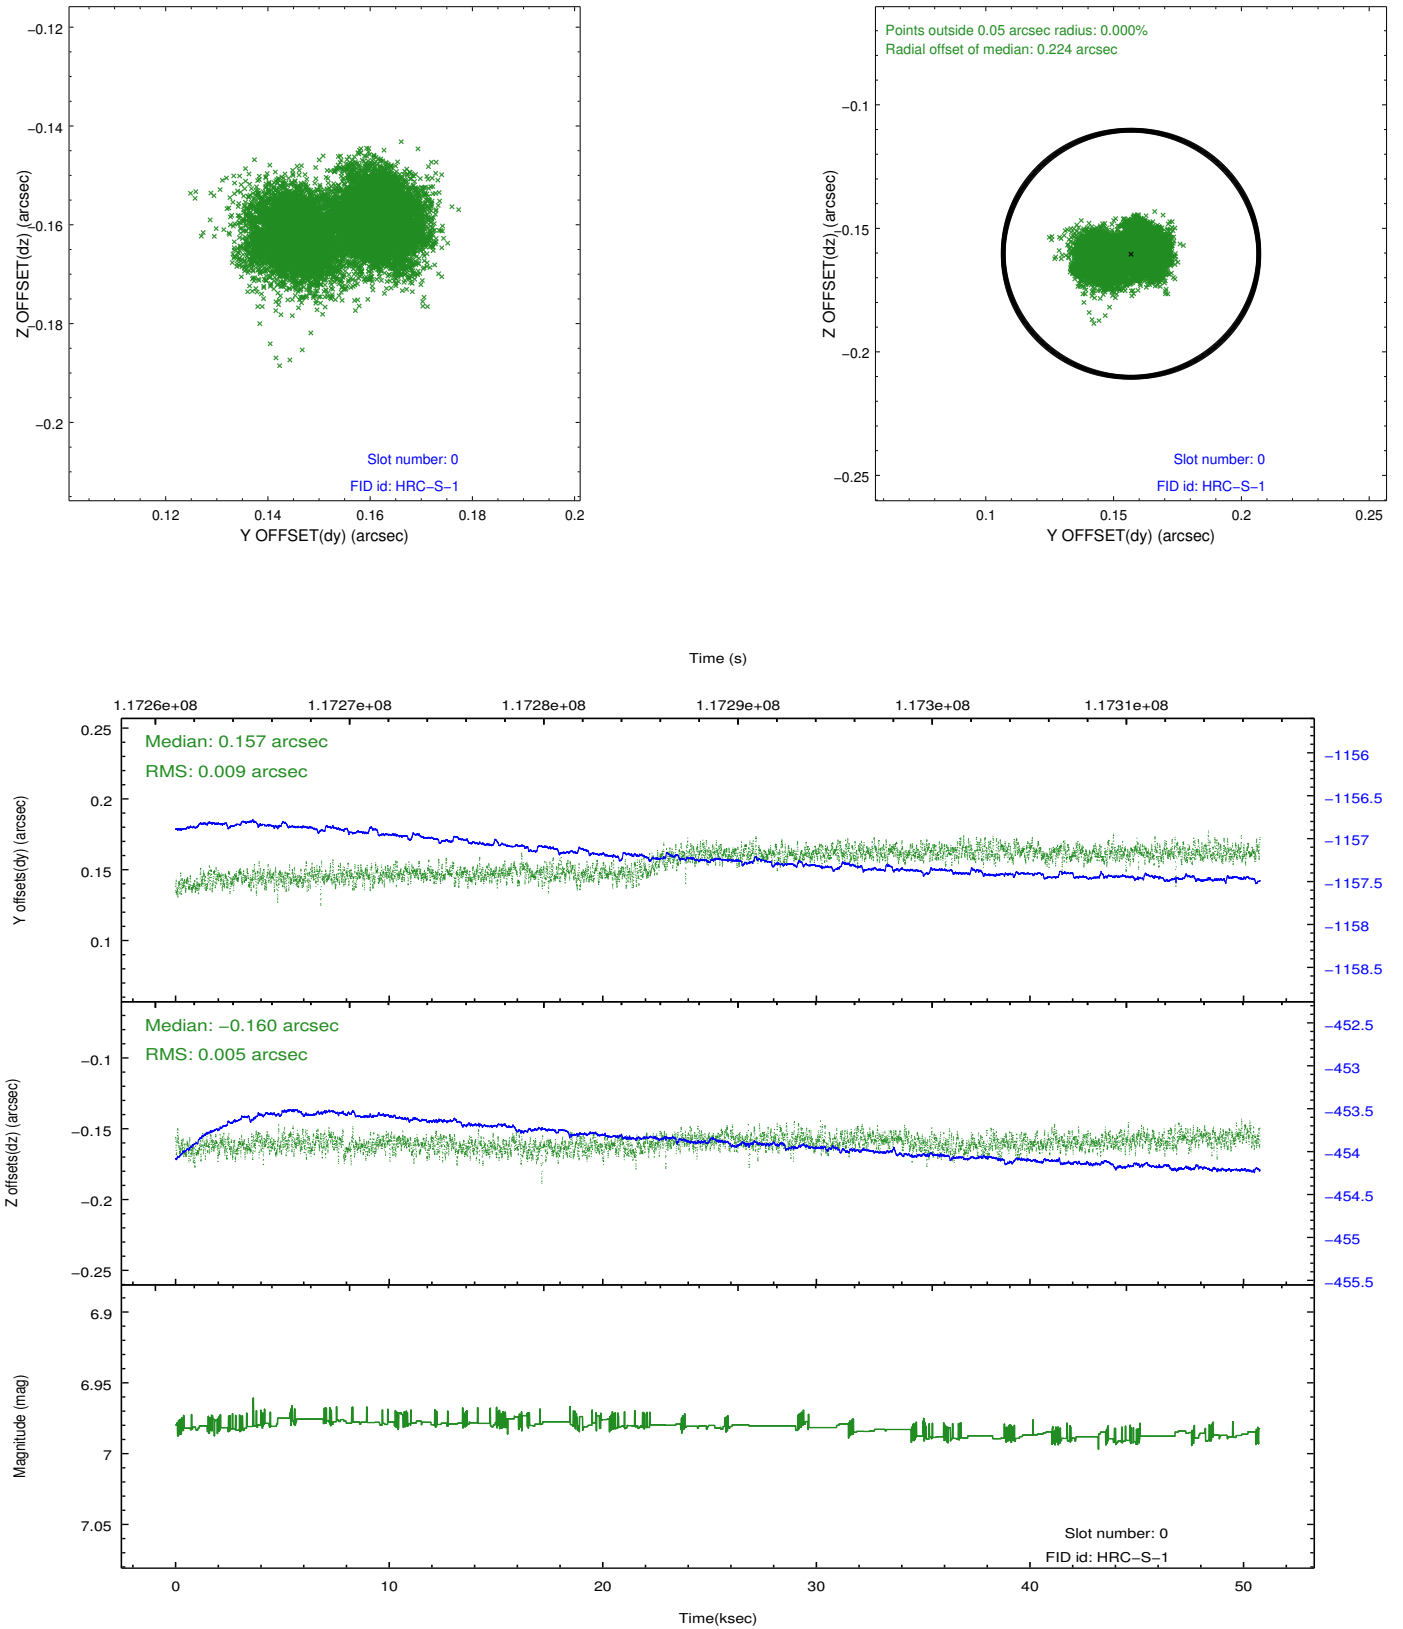 −0.12
−0.14
−0.16
−0.18
−0.2
Z OFFSET(dz) (arcsec)
Slot number: 0
FID id: HRC−S−1
0.12 0.14 0.16 0.18 0.2
Y OFFSET(dy) (arcsec)
Points outside 0.05 arcsec radius: 0.000%
Radial offset of median: 0.224 arcsec
−0.1
−0.15
−0.2
−0.25
Z OFFSET(dz) (arcsec)
Slot number: 0
FID id: HRC−S−1
0.1 0.15 0.2 0.25
Y OFFSET(dy) (arcsec)
Time (s)
1.1726e+08 1.1727e+08 1.1728e+08 1.1729e+08 1.173e+08 1.1731e+08
Median: 0.157 arcsec
RMS: 0.009 arcsec
0.25
0.2
0.15
0.1
Y offsets(dy) (arcsec)
−1156
−1156.5
−1157
−1157.5
−1158
−1158.5
Median: −0.160 arcsec
RMS: 0.005 arcsec
−0.1
−0.15
−0.2
−0.25
Z offsets(dz) (arcsec)
−452.5
−453
−453.5
−454
−454.5
−455
−455.5
6.9
6.95
7
7.05
Magnitude (mag)
Slot number: 0
FID id: HRC−S−1
0 10 20 30 40 50
Time(ksec)